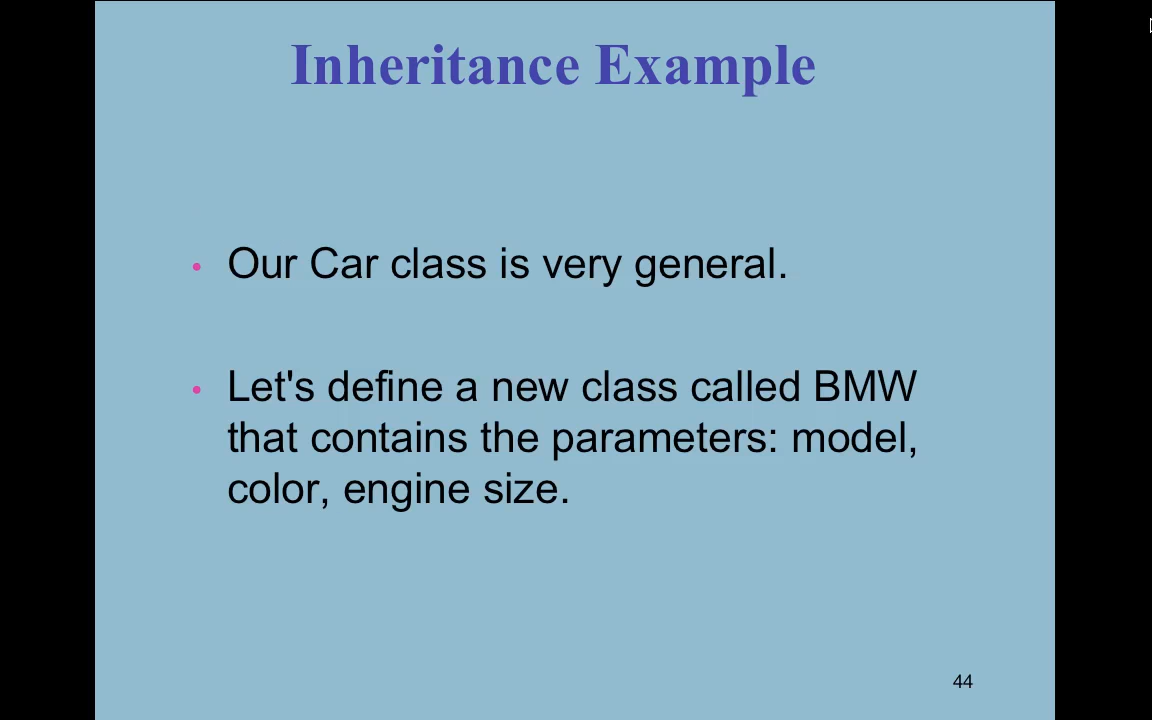 Inheritance Example
• Our Car class is very general.
• Let's define a new class called BMW
that contains the parameters: model,
color, engine size.
44